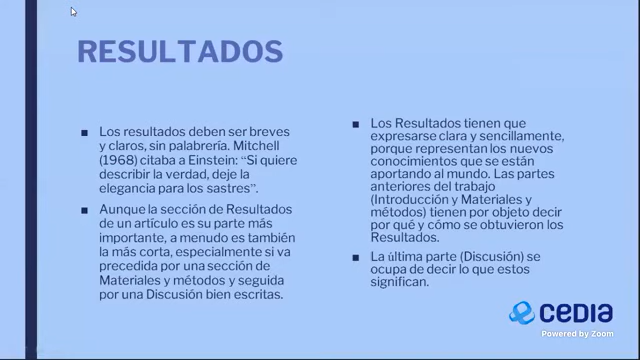 RESULTADOS
■ Los resultados deben ser breves
y claros, sin palabrería. Mitchell
(1968) citaba a Einstein: “Si quiere
describir la verdad, deje la
elegancia para los sastres”.
■ Aunque la sección de Resultados
de un artículo es su parte más
importante, a menudo es también
la más corta, especialmente si va
precedida por una sección de
Materiales y métodos y seguida
por una Discusión bien escritas.
■ Los Resultados tienen que
expresarse clara y sencillamente,
porque representan los nuevos
conocimientos que se están
aportando al mundo. Las partes
anteriores del trabajo
(Introducción y Materiales y
métodos) tienen por objeto decir
por qué y cómo se obtuvieron los
Resultados.
■ La última parte (Discusión) se
ocupa de decir lo que estos
significan.
CEDIA
Powered by Zoom